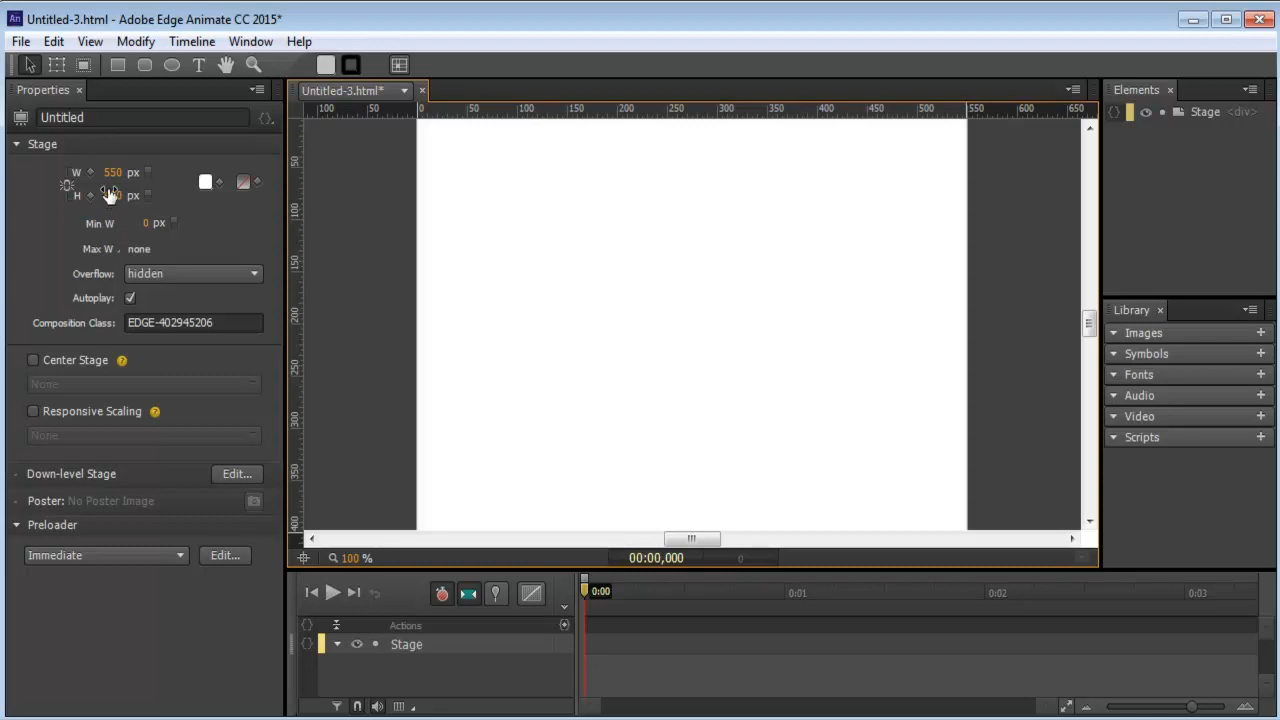 An Untitled-3.html - Adobe Edge Animate CC 2015*
File Edit View Modify Timeline Window Help
T
Properties ×
Untitled-3.html* ×
Elements ×
100 50 0 50 100 150 200 250 300 350 400 450 500 550 600 650
Untitled
Stage <div>
Stage
W 550 px
H px
Min W 0 px
Max W none
Overflow: hidden
Autoplay:
Composition Class: EDGE-402945206
50
100
150
200
250
300
350
400
Library ×
Images +
Symbols +
Fonts +
Audio +
Video +
Scripts +
Center Stage ?
None
Responsive Scaling ?
None
Down-level Stage Edit...
Poster: No Poster Image
Preloader
Immediate Edit...
100 % 00:00,000 0
0:00 0:01 0:02 0:03
Actions
Stage